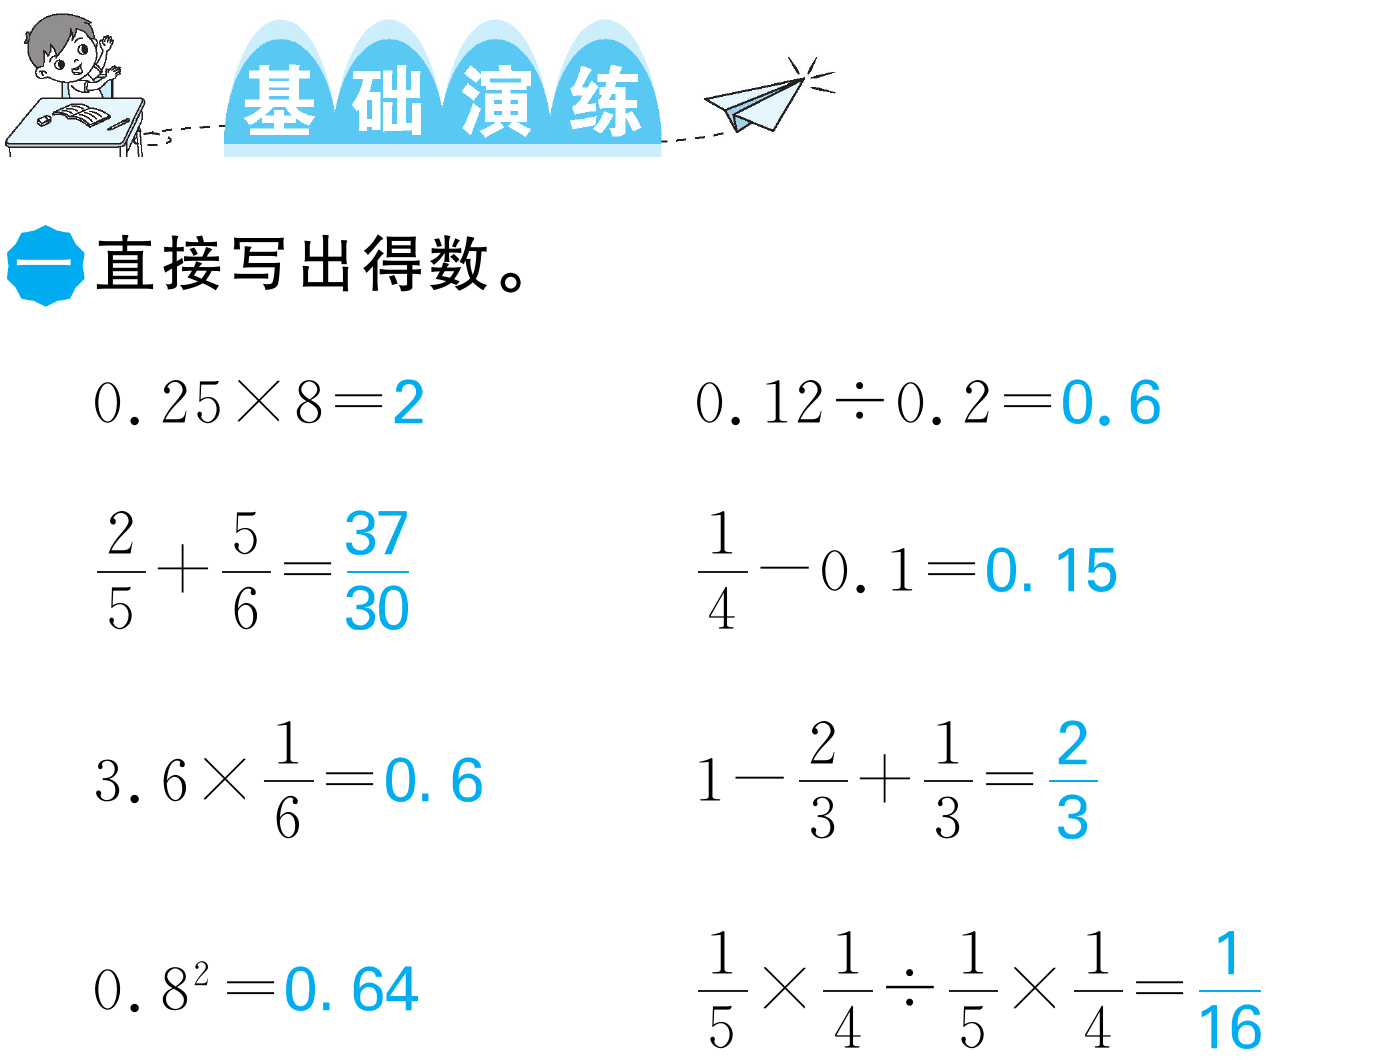 基础演练
一 直接写出得数。
0.25×8=2 0.12÷0.2=0.6
2/5+5/6=37/30 1/4-0.1=0.15
3.6×1/6=0.6 1-2/3+1/3=2/3
0.8²=0.64 1/5×1/4÷1/5×1/4=1/16